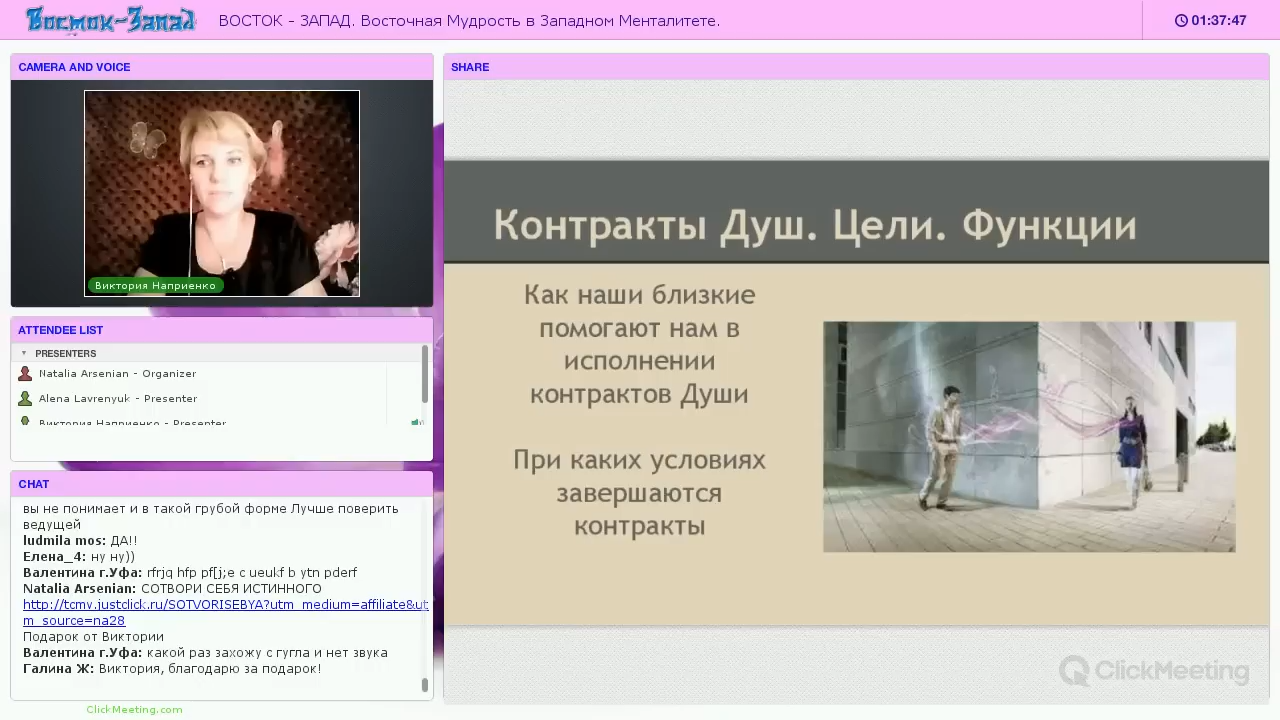 Восток-Запад
ВОСТОК - ЗАПАД. Восточная Мудрость в Западном Менталитете.
01:37:47
CAMERA AND VOICE
Виктория Наприенко
ATTENDEE LIST
PRESENTERS
Natalia Arsenian - Organizer
Alena Lavrenyuk - Presenter
Виктория Наприенко - Presenter
CHAT
вы не понимает и в такой грубой форме Лучше поверить
ведущей
ludmila mos: ДА!!
Елена_4: ну ну))
Валентина г.Уфа: rfrjq hfp pf[j;e c ueukf b ytn pderf
Natalia Arsenian: СОТВОРИ СЕБЯ ИСТИННОГО
http://tcmv.justclick.ru/SOTVORISEBYA?utm_medium=affiliate&ut
m_source=na28
Подарок от Виктории
Валентина г.Уфа: какой раз захожу с гугла и нет звука
Галина Ж: Виктория, благодарю за подарок!
ClickMeeting.com
SHARE
Контракты Душ. Цели. Функции
Как наши близкие
помогают нам в
исполнении
контрактов Души
При каких условиях
завершаются
контракты
ClickMeeting